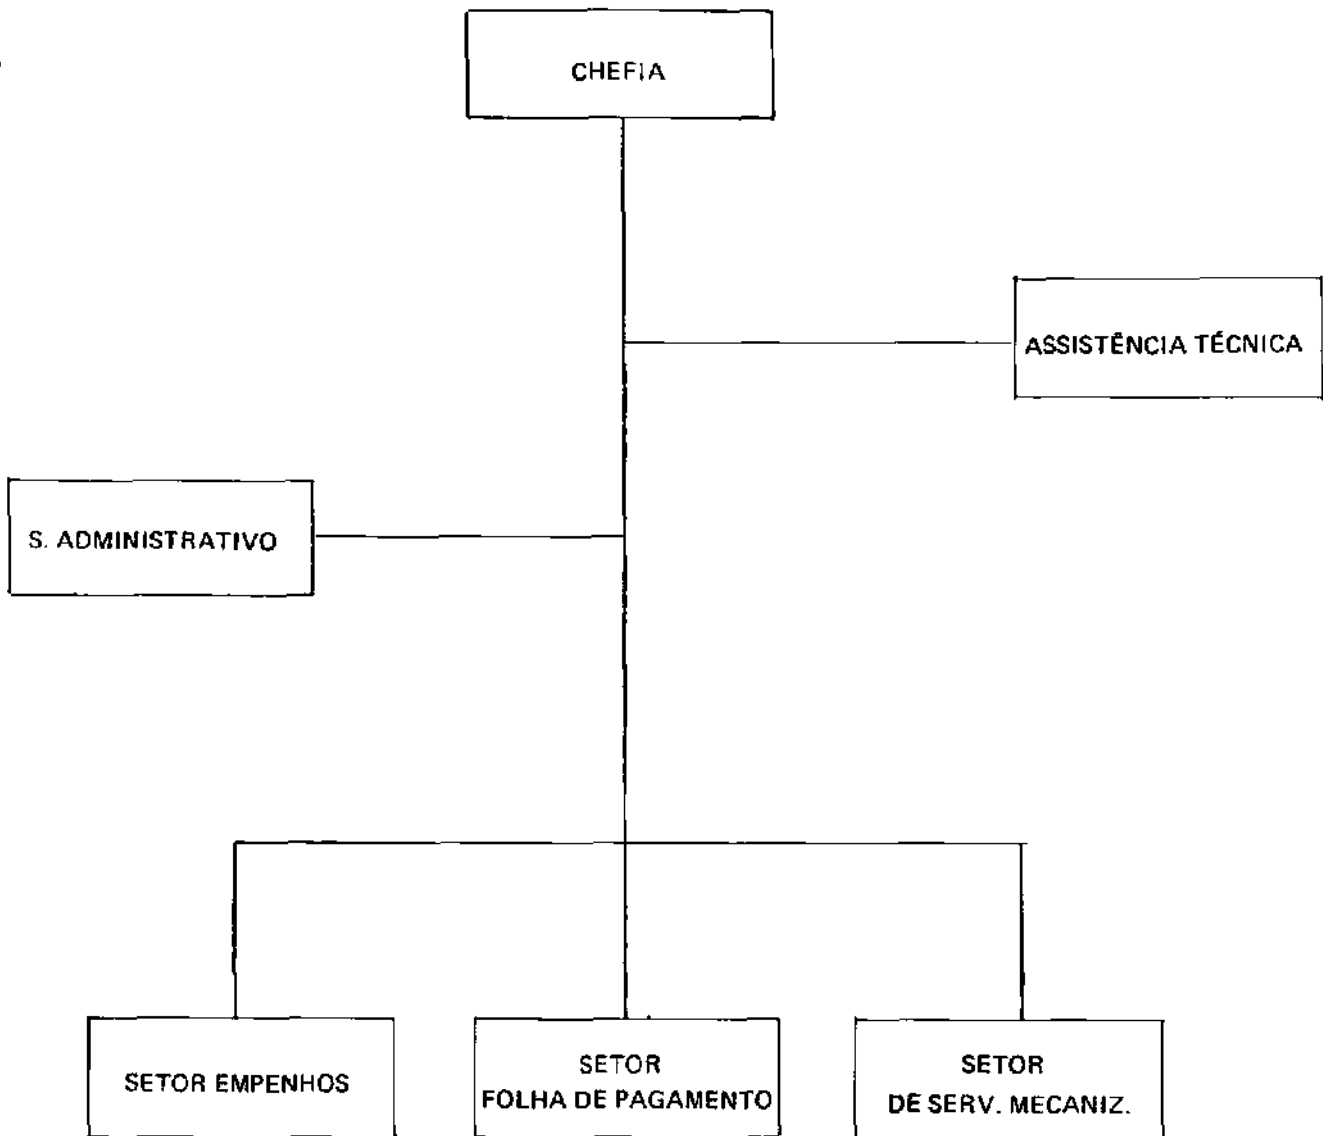 CHEFIA
ASSISTÊNCIA TÉCNICA
S. ADMINISTRATIVO
SETOR EMPENHOS
SETOR
FOLHA DE PAGAMENTO
SETOR
DE SERV. MECANIZ.